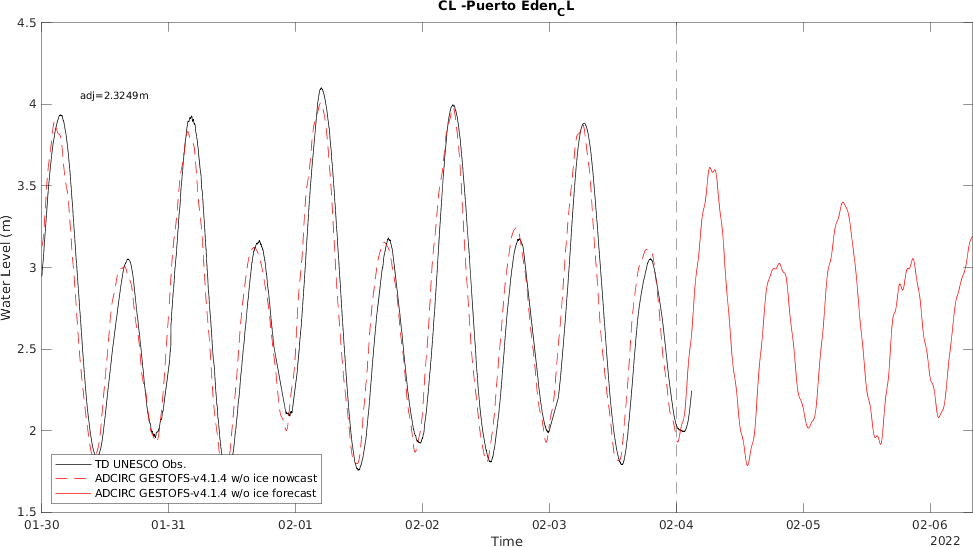 CL -Puerto Eden_CL
4.5
adj=2.3249m
4
3.5
3
2.5
2
1.5
Water Level (m)
TD UNESCO Obs.
ADCIRC GESTOFS-v4.1.4 w/o ice nowcast
ADCIRC GESTOFS-v4.1.4 w/o ice forecast
01-30 01-31 02-01 02-02 02-03 02-04 02-05 02-06
Time
2022